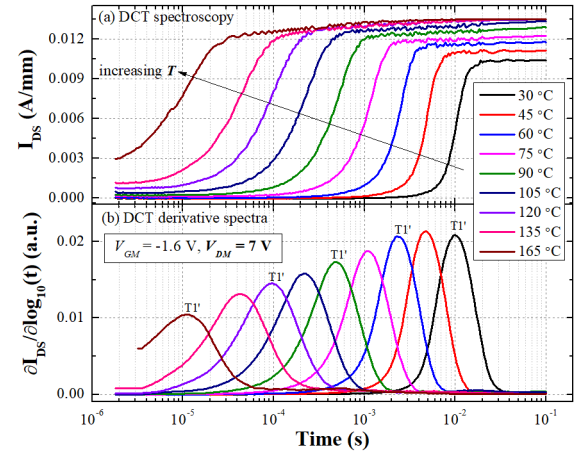 (a) DCT spectroscopy
increasing T
I_DS (A/mm)
0.012
0.009
0.006
0.003
0.000
30 °C
45 °C
60 °C
75 °C
90 °C
105 °C
120 °C
135 °C
165 °C
(b) DCT derivative spectra
V_GM = -1.6 V, V_DM = 7 V
∂I_DS/∂log_10(t) (a.u.)
0.02
0.01
0.00
T1'
T1'
T1'
T1'
T1'
10^-6
10^-5
10^-4
10^-3
10^-2
10^-1
Time (s)